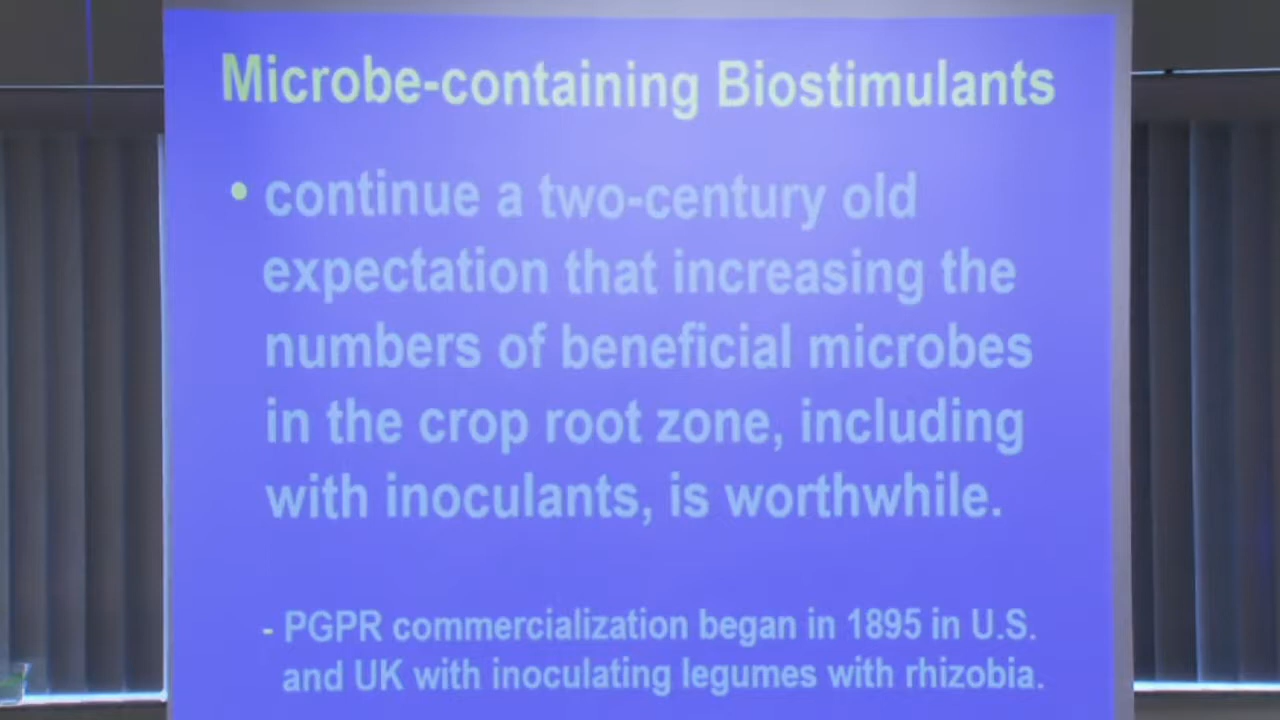 Microbe-containing Biostimulants
• continue a two-century old
expectation that increasing the
numbers of beneficial microbes
in the crop root zone, including
with inoculants, is worthwhile.
- PGPR commercialization began in 1895 in U.S.
and UK with inoculating legumes with rhizobia.